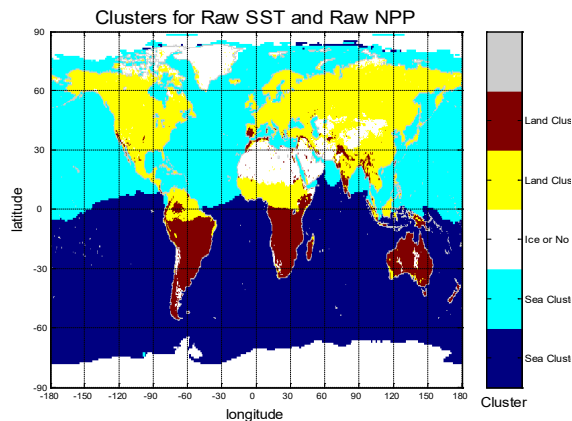 Clusters for Raw SST and Raw NPP
90
60
30
0
-30
-60
-90
latitude
-180 -150 -120 -90 -60 -30 0 30 60 90 120 150 180
longitude
Land Clus
Land Clus
Ice or No
Sea Cluste
Sea Cluste
Cluster